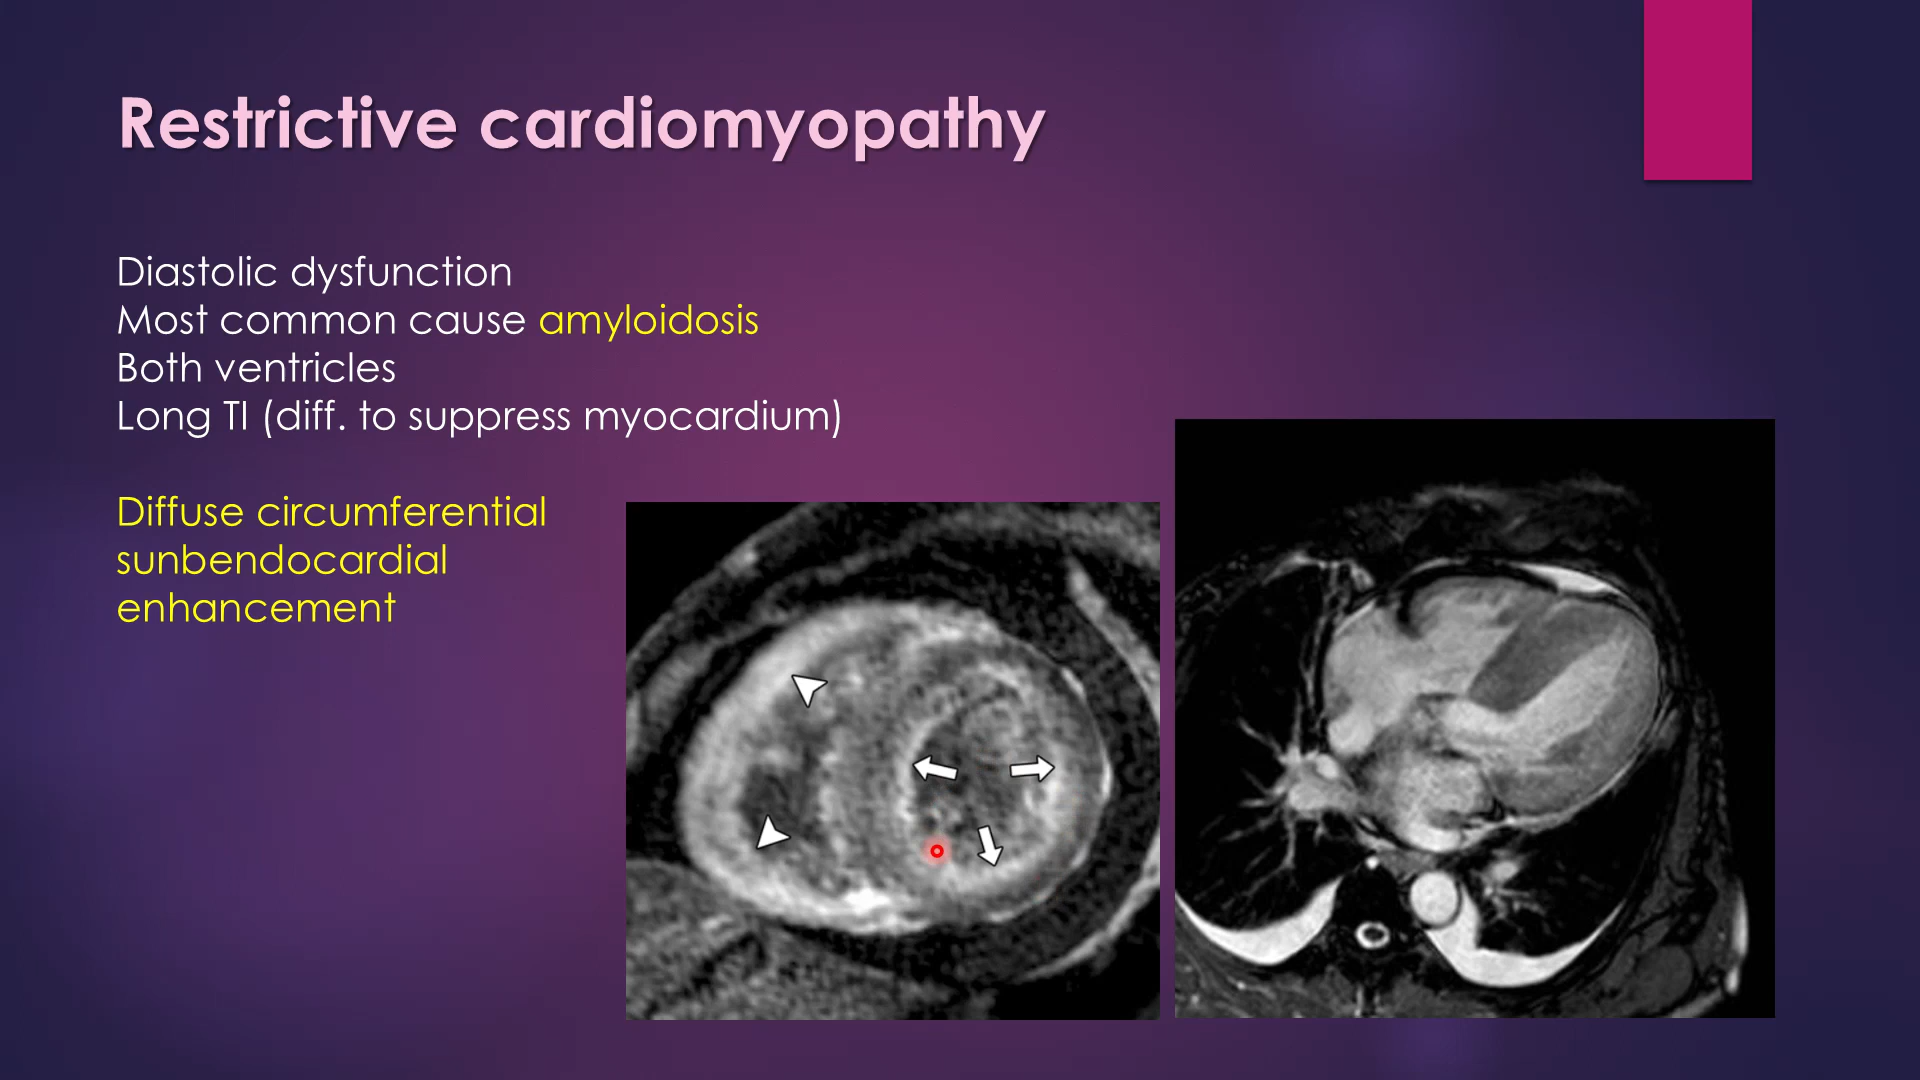 Restrictive cardiomyopathy
Diastolic dysfunction
Most common cause amyloidosis
Both ventricles
Long TI (diff. to suppress myocardium)
Diffuse circumferential
sunbendocardial
enhancement